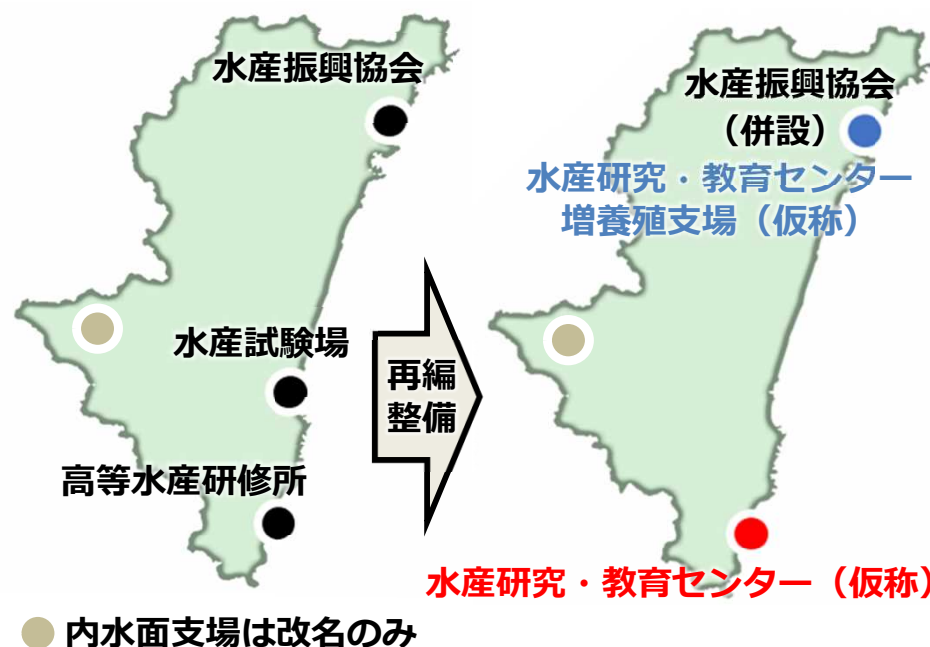 水産振興協会
水産試験場
高等水産研修所
再編
整備
水産振興協会
（併設）
水産研究・教育センター
増養殖支場（仮称）
水産研究・教育センター（仮称）
内水面支場は改名のみ